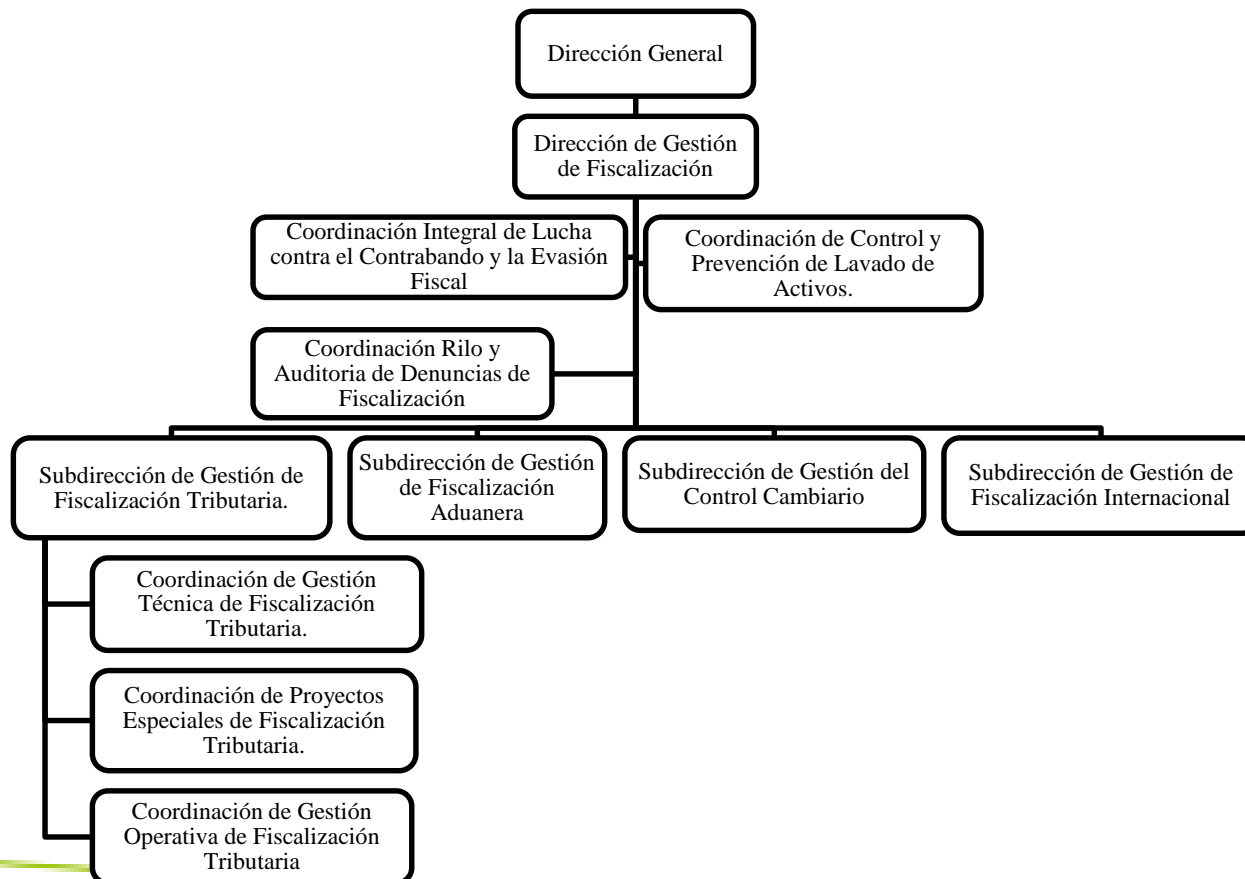 Dirección General
Dirección de Gestión
de Fiscalización
Coordinación Integral de Lucha
contra el Contrabando y la Evasión
Fiscal
Coordinación de Control y
Prevención de Lavado de
Activos.
Coordinación Rilo y
Auditoria de Denuncias de
Fiscalización
Subdirección de Gestión de
Fiscalización Tributaria.
Subdirección de Gestión
de Fiscalización
Aduanera
Subdirección de Gestión del
Control Cambiario
Subdirección de Gestión de
Fiscalización Internacional
Coordinación de Gestión
Técnica de Fiscalización
Tributaria.
Coordinación de Proyectos
Especiales de Fiscalización
Tributaria.
Coordinación de Gestión
Operativa de Fiscalización
Tributaria